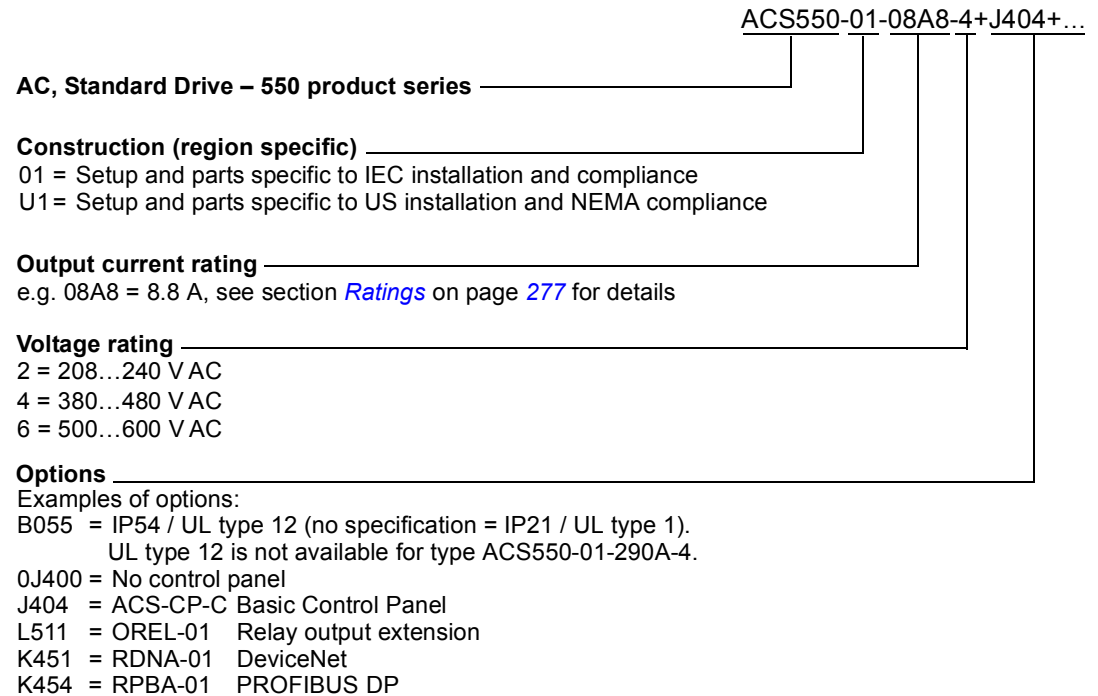 ACS550-01-08A8-4+J404+…
AC, Standard Drive – 550 product series
Construction (region specific)
01 = Setup and parts specific to IEC installation and compliance
U1 = Setup and parts specific to US installation and NEMA compliance
Output current rating
e.g. 08A8 = 8.8 A, see section Ratings on page 277 for details
Voltage rating
2 = 208…240 V AC
4 = 380…480 V AC
6 = 500…600 V AC
Options
Examples of options:
B055 = IP54 / UL type 12 (no specification = IP21 / UL type 1).
UL type 12 is not available for type ACS550-01-290A-4.
0J400 = No control panel
J404 = ACS-CP-C Basic Control Panel
L511 = OREL-01 Relay output extension
K451 = RDNA-01 DeviceNet
K454 = RPBA-01 PROFIBUS DP